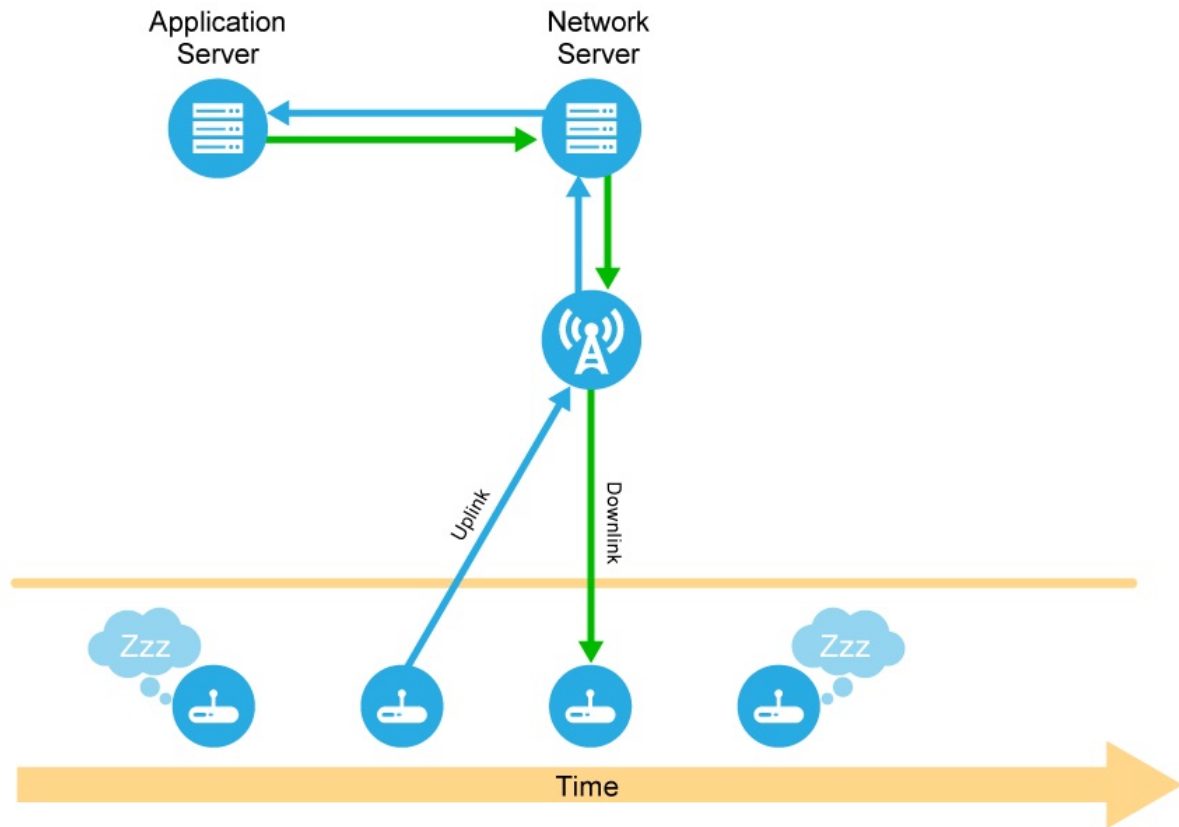 Application
Server
Network
Server
Uplink
Downlink
Zzz
Zzz
Time